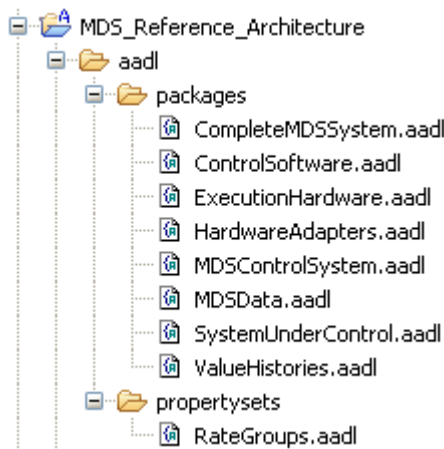 MDS_Reference_Architecture
aadl
packages
CompleteMDSSystem.aadl
ControlSoftware.aadl
ExecutionHardware.aadl
HardwareAdapters.aadl
MDSControlSystem.aadl
MDSData.aadl
SystemUnderControl.aadl
ValueHistories.aadl
propertysets
RateGroups.aadl